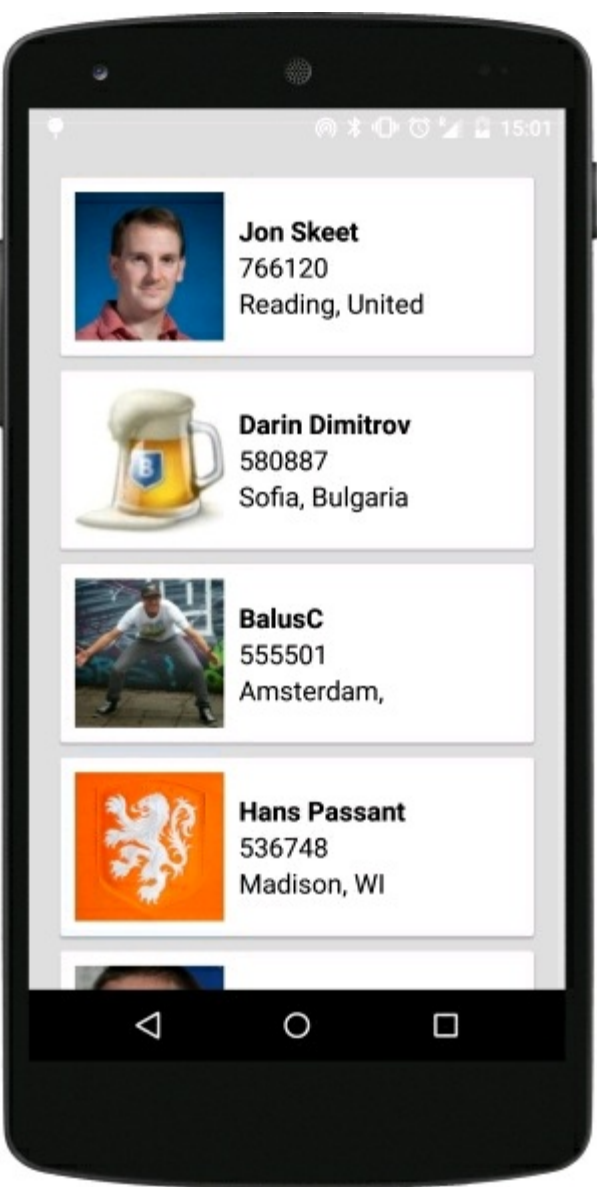 15:01
Jon Skeet
766120
Reading, United
Darin Dimitrov
580887
Sofia, Bulgaria
B
BalusC
555501
Amsterdam,
Hans Passant
536748
Madison, WI